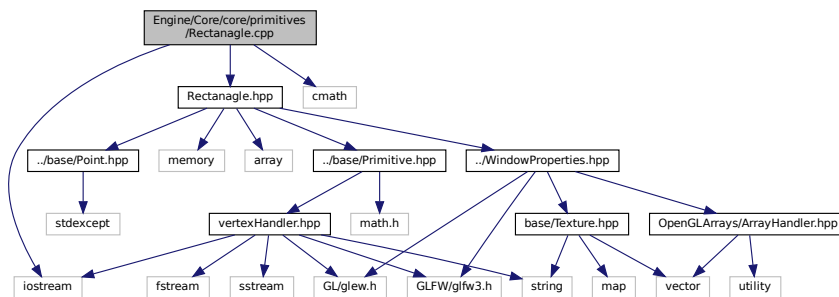 Engine/Core/core/primitives
/Rectanagle.cpp
Rectanagle.hpp
cmath
../base/Point.hpp
memory
array
../base/Primitive.hpp
../WindowProperties.hpp
stdexcept
vertexHandler.hpp
math.h
base/Texture.hpp
OpenGLArrays/ArrayHandler.hpp
iostream
fstream
sstream
GL/glew.h
GLFW/glfw3.h
string
map
vector
utility